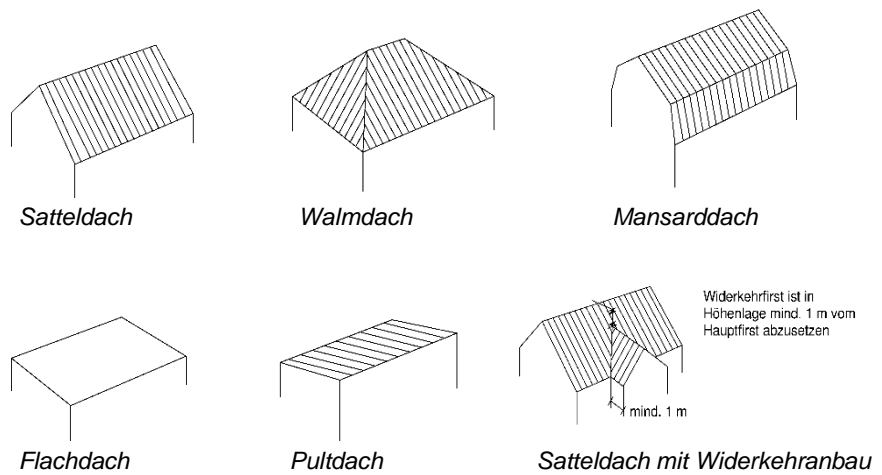 Satteldach
Walmdach
Mansarddach
Widerkehrfirst ist in
Höhenlage mind. 1 m vom
Hauptfirst abzusetzen
mind. 1 m
Flachdach
Pultdach
Satteldach mit Widerkehranbau